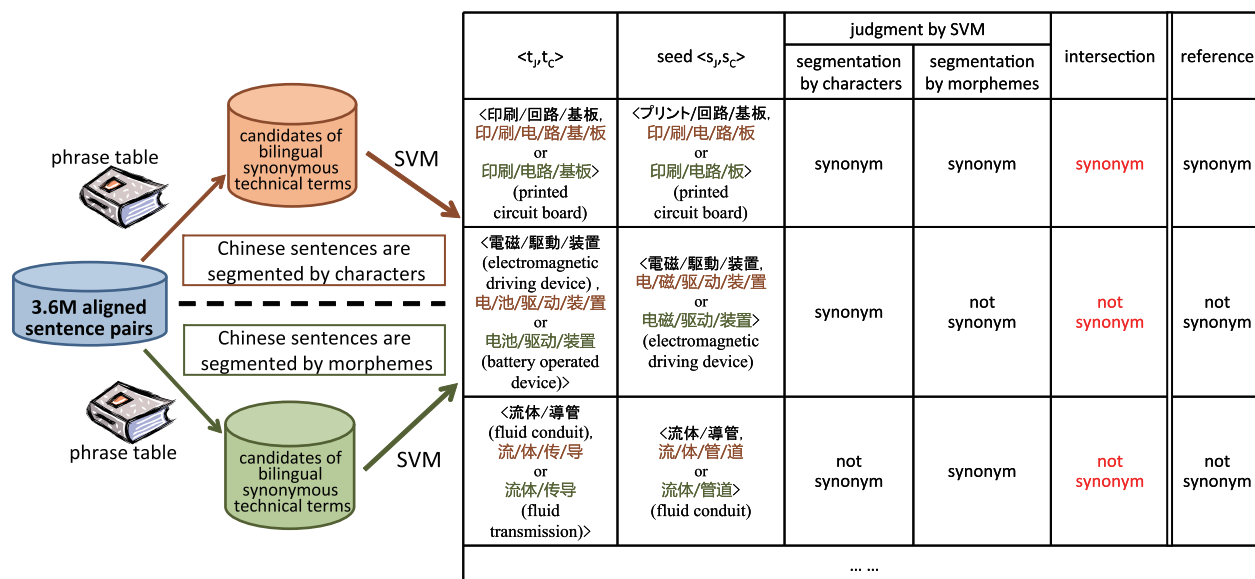 phrase table
candidates of
bilingual
synonymous
technical terms
SVM
Chinese sentences are
segmented by characters
3.6M aligned
sentence pairs
Chinese sentences are
segmented by morphemes
phrase table
candidates of
bilingual
synonymous
technical terms
SVM
<tJ,tC>
seed <sJ,sC>
judgment by SVM
segmentation
by characters
segmentation
by morphemes
intersection
reference
<印刷/回路/基板,
印/刷/电/路/基/板
or
印刷/电路/基板>
(printed
circuit board)
<プリント/回路/基板,
印/刷/电/路/板
or
印刷/电路/板>
(printed
circuit board)
synonym
synonym
synonym
synonym
<電磁/駆動/装置
(electromagnetic
driving device) ,
电/池/驱/动/装/置
or
电池/驱动/装置
(battery operated
device)>
<電磁/駆動/装置,
电/磁/驱/动/装/置
or
电磁/驱动/装置>
(electromagnetic
driving device)
synonym
not
synonym
not
synonym
not
synonym
<流体/導管
(fluid conduit),
流/体/传/导
or
流体/传导
(fluid
transmission)>
<流体/導管,
流/体/管/道
or
流体/管道>
(fluid conduit)
not
synonym
synonym
not
synonym
not
synonym
... ...